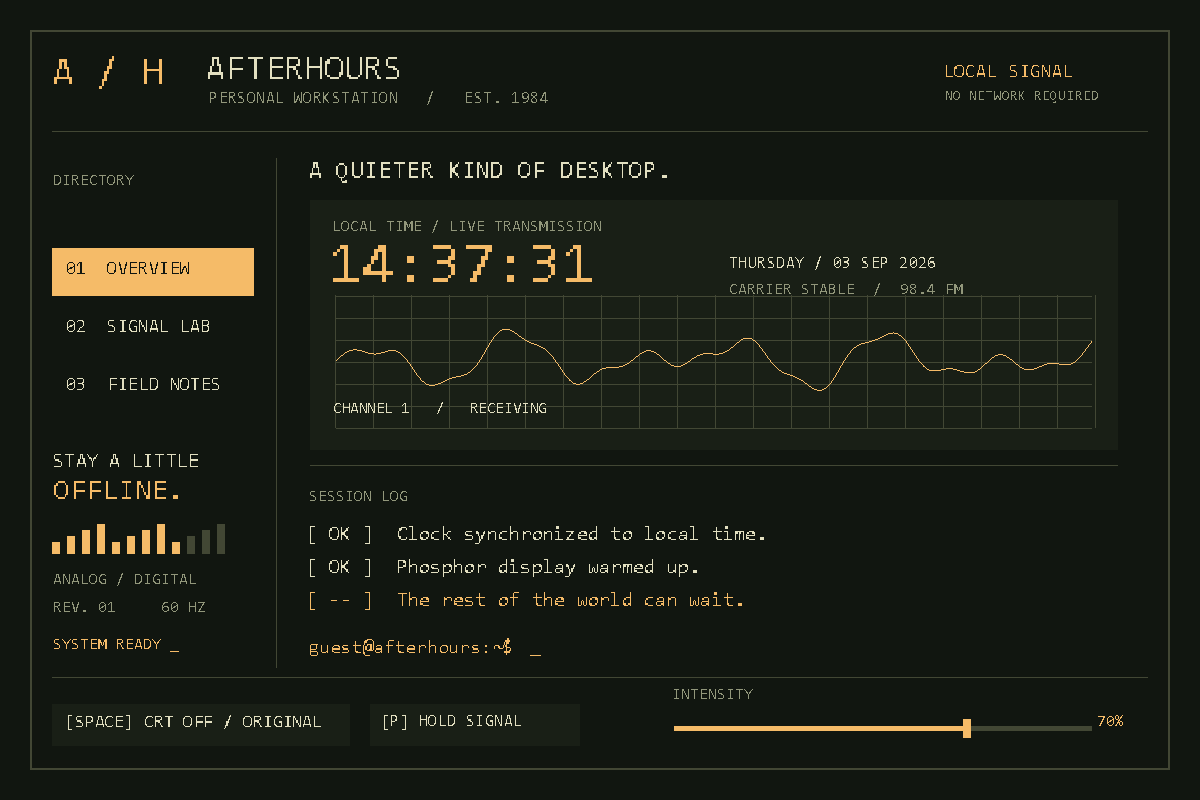 A / H AFTERHOURS
PERSONAL WORKSTATION / EST. 1984
LOCAL SIGNAL
NO NETWORK REQUIRED
DIRECTORY
01 OVERVIEW
02 SIGNAL LAB
03 FIELD NOTES
STAY A LITTLE
OFFLINE.
ANALOG / DIGITAL
REV. 01 60 HZ
SYSTEM READY _
A QUIETER KIND OF DESKTOP.
LOCAL TIME / LIVE TRANSMISSION
14:37:31
THURSDAY / 03 SEP 2026
CARRIER STABLE / 98.4 FM
CHANNEL 1 / RECEIVING
SESSION LOG
[ OK ] Clock synchronized to local time.
[ OK ] Phosphor display warmed up.
[ -- ] The rest of the world can wait.
guest@afterhours:~$ _
[SPACE] CRT OFF / ORIGINAL
[P] HOLD SIGNAL
INTENSITY
70%